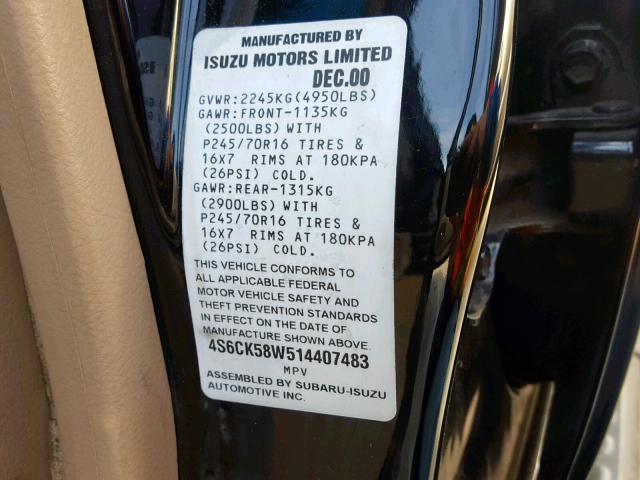 MANUFACTURED BY
ISUZU MOTORS LIMITED
DEC.00
GVWR:2245KG(4950LBS)
GAWR:FRONT-1135KG
(2500LBS) WITH
P245/70R16 TIRES &
16X7 RIMS AT 180KPA
(26PSI) COLD.
GAWR:REAR-1315KG
(2900LBS) WITH
P245/70R16 TIRES &
16X7 RIMS AT 180KPA
(26PSI) COLD.
THIS VEHICLE CONFORMS TO
ALL APPLICABLE FEDERAL
MOTOR VEHICLE SAFETY AND
THEFT PREVENTION STANDARDS
IN EFFECT ON THE DATE OF
MANUFACTURE SHOWN ABOVE.
4S6CK58W514407483
MPV
ASSEMBLED BY SUBARU-ISUZU
AUTOMOTIVE INC.